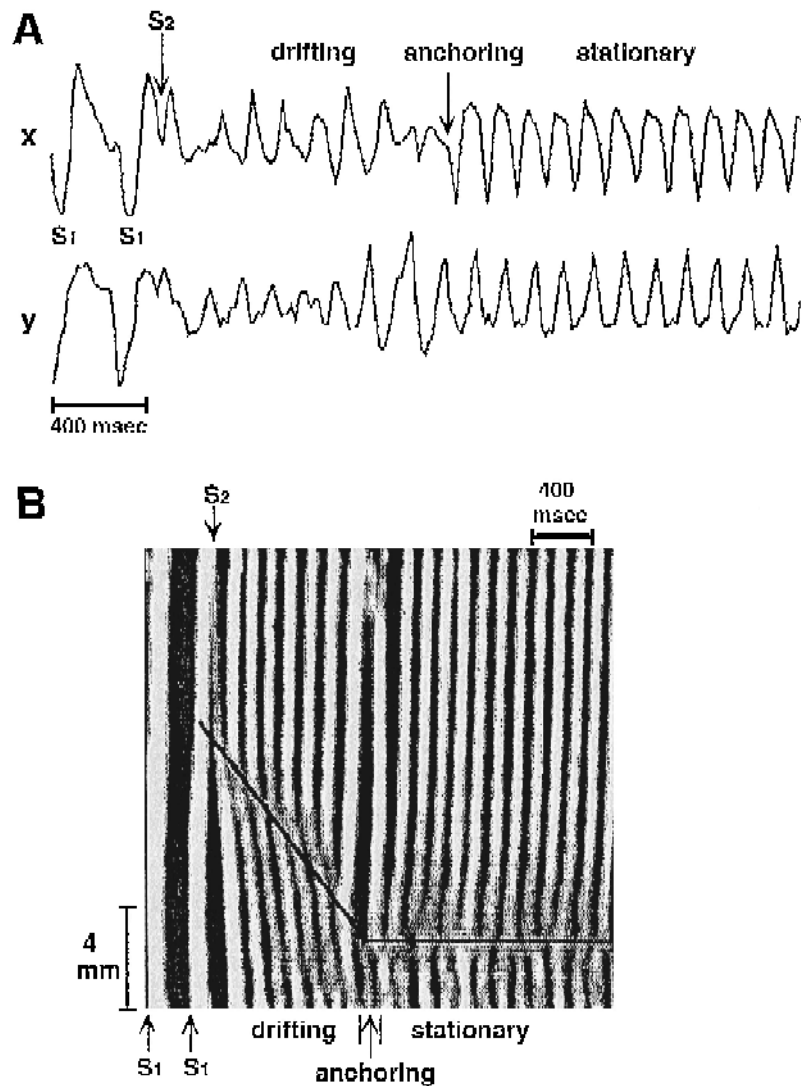 A
S2
drifting anchoring stationary
x
S1 S1
y
400 msec
B
S2
400
msec
4
mm
drifting stationary
S1 S1 anchoring